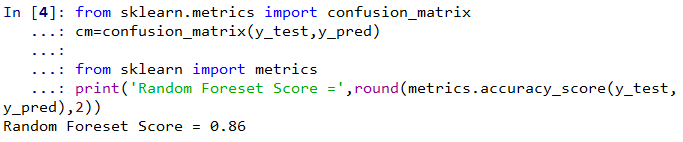 In [4]: from sklearn.metrics import confusion_matrix
   ...: cm=confusion_matrix(y_test,y_pred)
   ...:
   ...: from sklearn import metrics
   ...: print('Random Foreset Score =',round(metrics.accuracy_score(y_test,
y_pred),2))
Random Foreset Score = 0.86